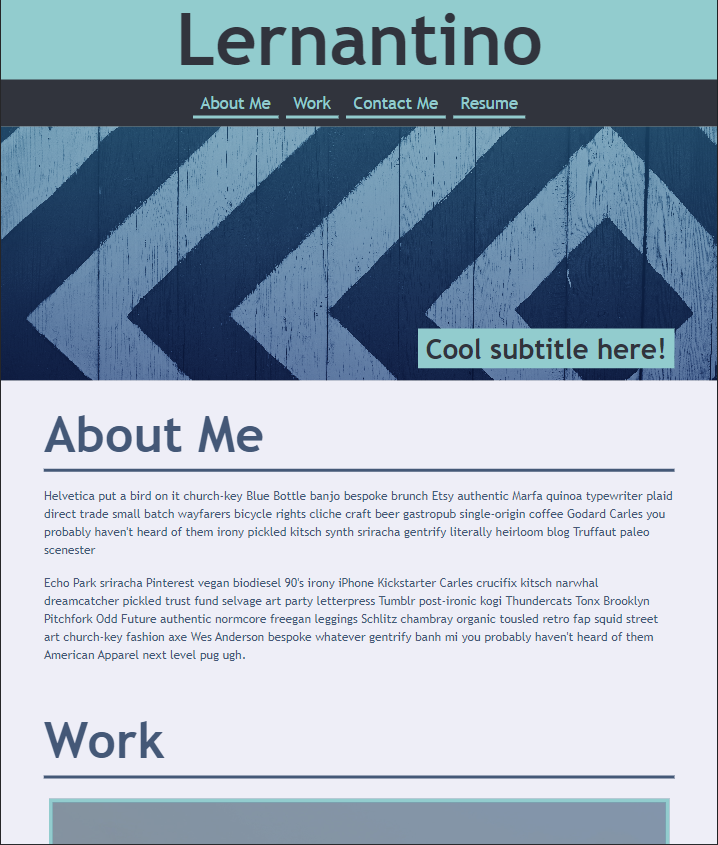 Lernantino
About Me Work Contact Me Resume
Cool subtitle here!
About Me
Helvetica put a bird on it church-key Blue Bottle banjo bespoke brunch Etsy authentic Marfa quinoa typewriter plaid
direct trade small batch wayfarers bicycle rights cliche craft beer gastropub single-origin coffee Godard Carles you
probably haven't heard of them irony pickled kitsch synth sriracha gentrify literally heirloom blog Truffaut paleo
scenester
Echo Park sriracha Pinterest vegan biodiesel 90's irony iPhone Kickstarter Carles crucifix kitsch narwhal
dreamcatcher pickled trust fund selvage art party letterpress Tumblr post-ironic kogi Thundercats Tonx Brooklyn
Pitchfork Odd Future authentic normcore freegan leggings Schlitz chambray organic tousled retro fap squid street
art church-key fashion axe Wes Anderson bespoke whatever gentrify banh mi you probably haven't heard of them
American Apparel next level pug ugh.
Work